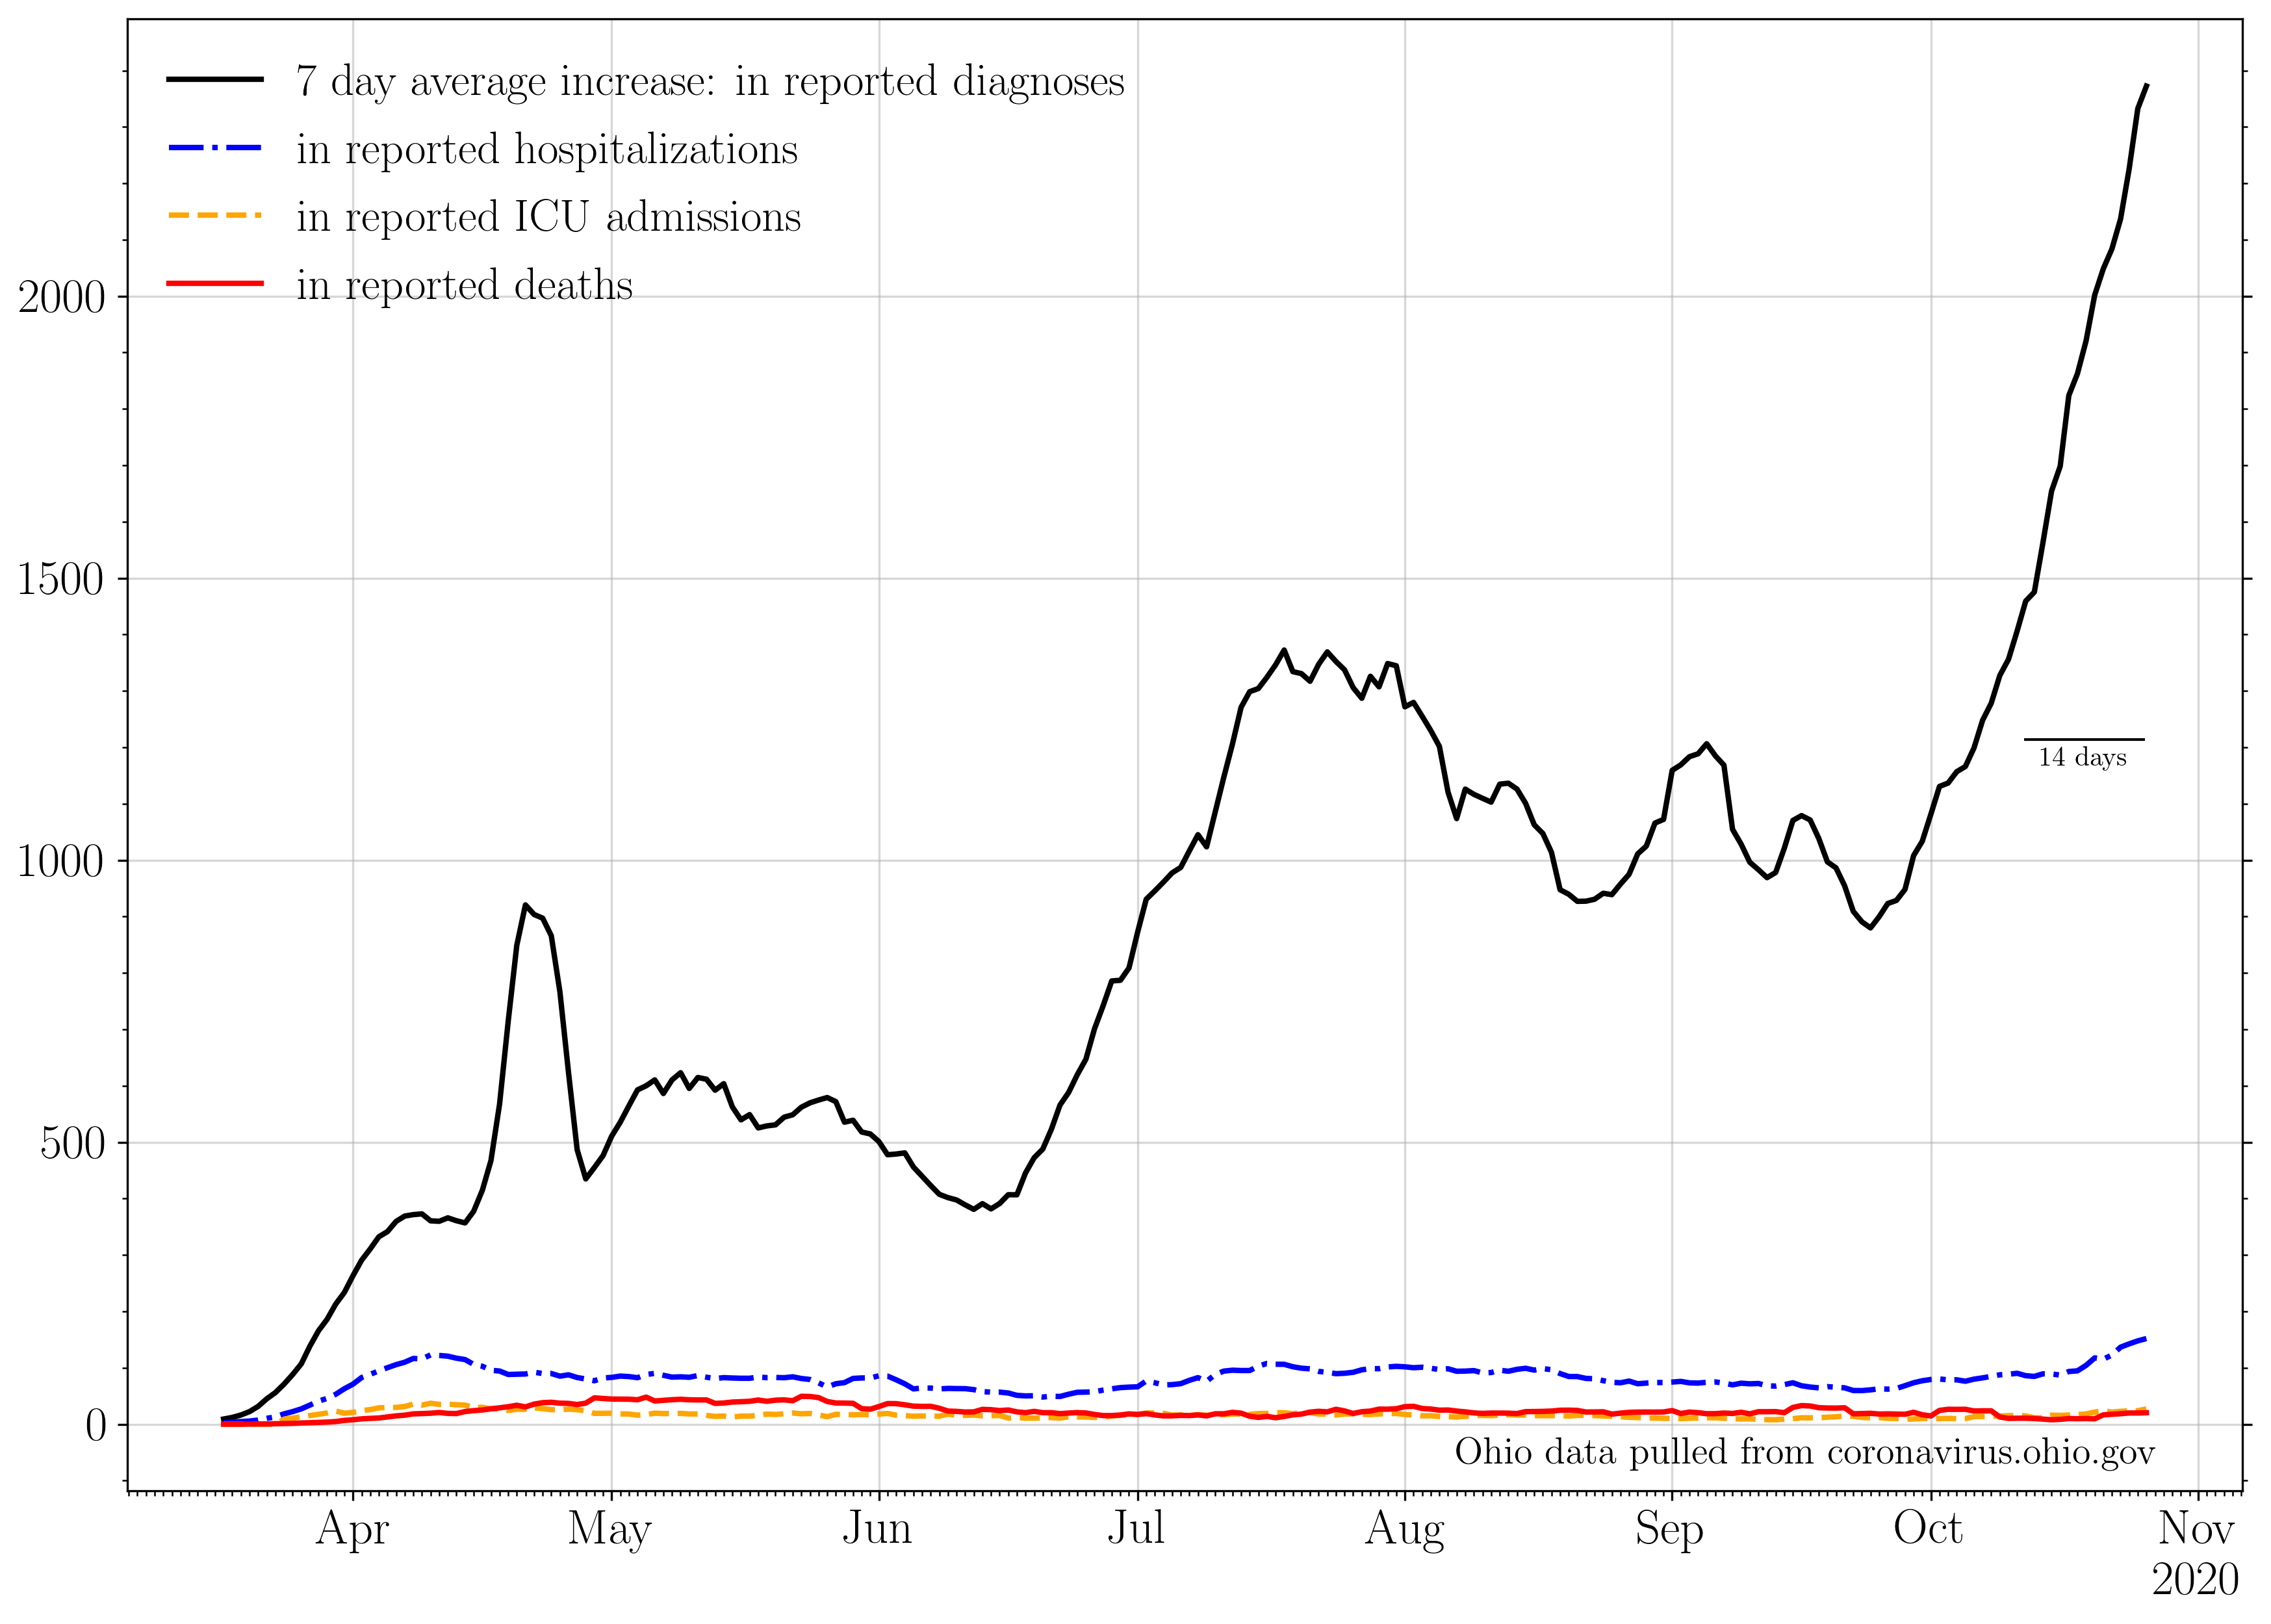 7 day average increase: in reported diagnoses
in reported hospitalizations
in reported ICU admissions
in reported deaths
2000
1500
1000
500
0
14 days
Ohio data pulled from coronavirus.ohio.gov
Apr May Jun Jul Aug Sep Oct Nov
2020